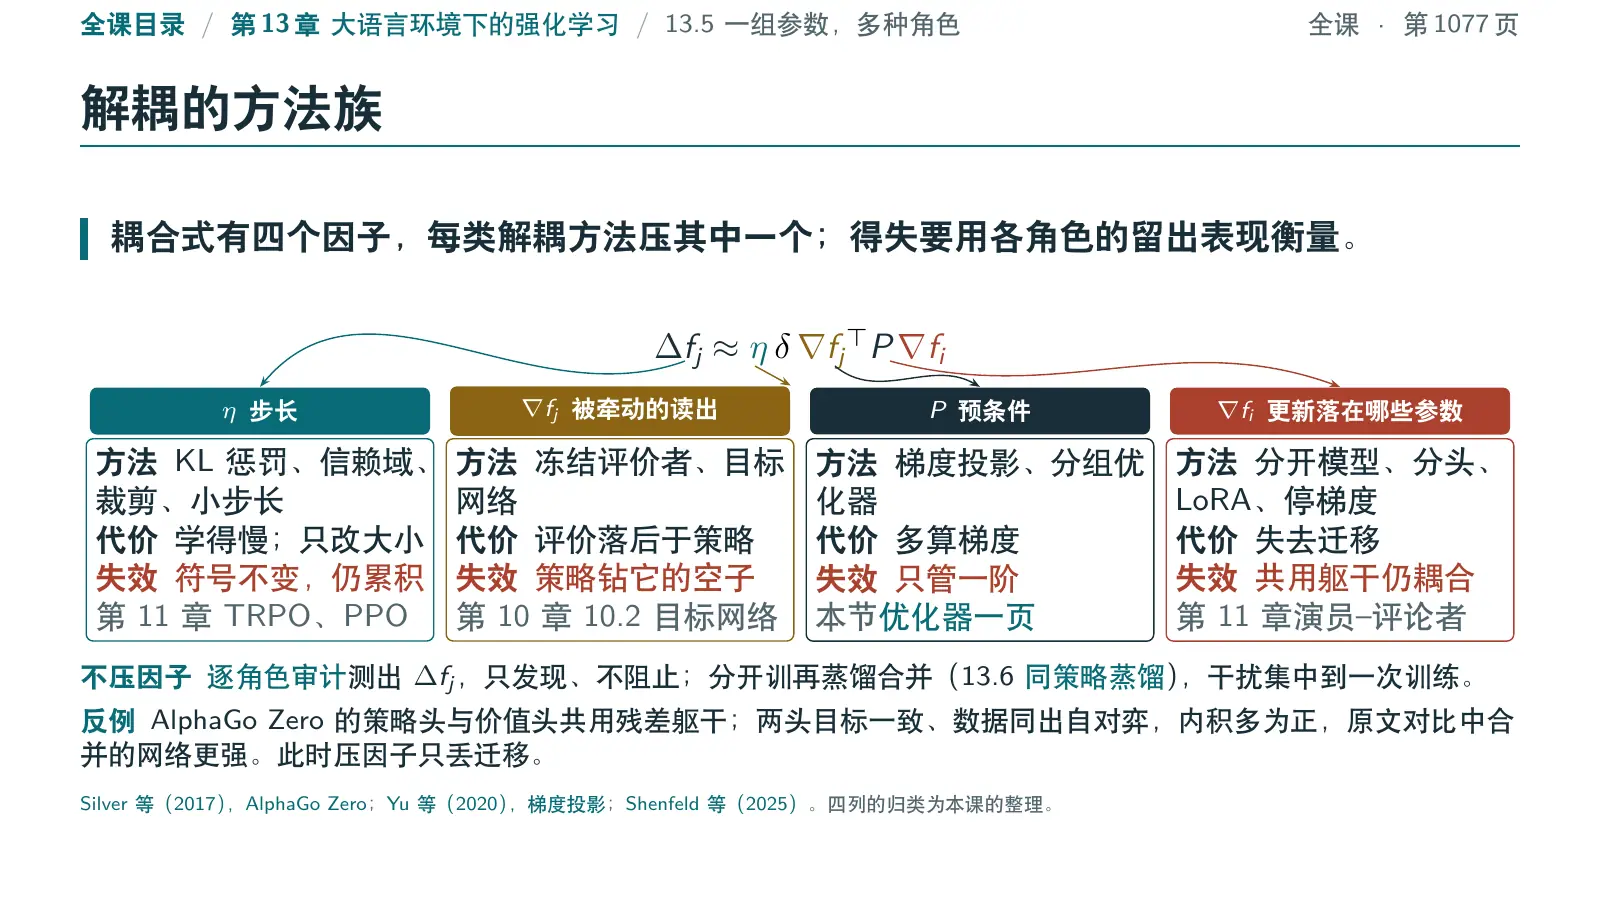 全课目录 / 第13章 大语言环境下的强化学习 / 13.5 一组参数，多种角色
全课 · 第1077页
解耦的方法族
耦合式有四个因子，每类解耦方法压其中一个；得失要用各角色的留出表现衡量。
Δfⱼ ≈ η δ ∇fⱼ⊤ P ∇fᵢ
η 步长
方法 KL 惩罚、信赖域、
裁剪、小步长
代价 学得慢；只改大小
失效 符号不变，仍累积
第 11 章 TRPO、PPO
∇fⱼ 被牵动的读出
方法 冻结评价者、目标
网络
代价 评价落后于策略
失效 策略钻它的空子
第 10 章 10.2 目标网络
P 预条件
方法 梯度投影、分组优
化器
代价 多算梯度
失效 只管一阶
本节优化器一页
∇fᵢ 更新落在哪些参数
方法 分开模型、分头、
LoRA、停梯度
代价 失去迁移
失效 共用躯干仍耦合
第 11 章演员–评论者
不压因子 逐角色审计测出 Δfⱼ，只发现、不阻止；分开训再蒸馏合并（13.6 同策略蒸馏），干扰集中到一次训练。
反例 AlphaGo Zero 的策略头与价值头共用残差躯干；两头目标一致、数据同出自对弈，内积多为正，原文对比中合
并的网络更强。此时压因子只丢迁移。
Silver 等（2017），AlphaGo Zero；Yu 等（2020），梯度投影；Shenfeld 等（2025）。四列的归类为本课的整理。